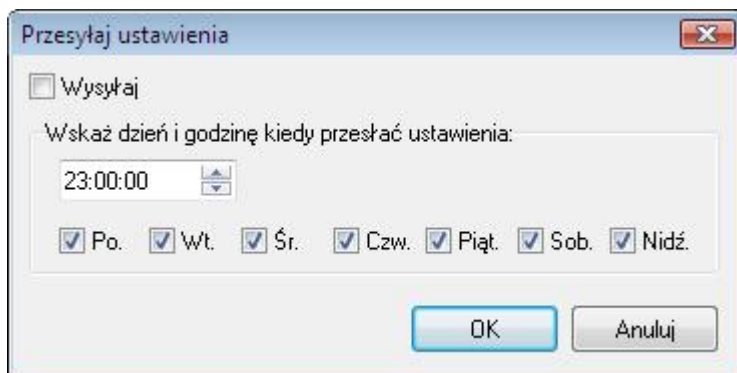 Przesyłaj ustawienia
Wysyłaj
Wskaż dzień i godzinę kiedy przesłać ustawienia:
23:00:00
Po. Wt. Śr. Czw. Piąt. Sob. Nidź.
OK Anuluj